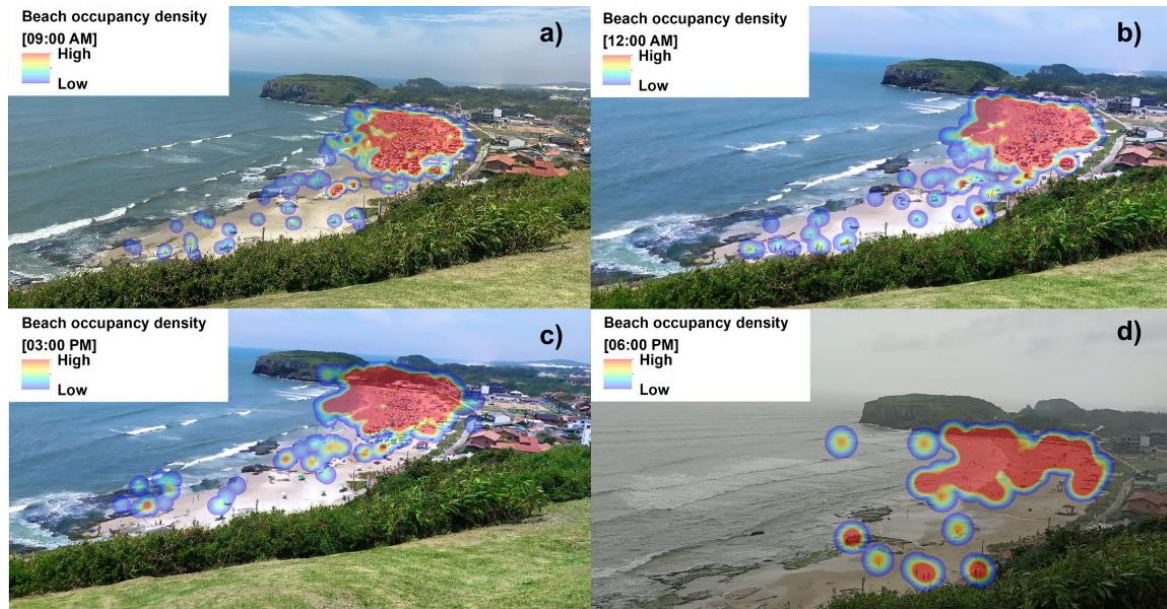 Beach occupancy density
[09:00 AM]
High
Low
a)
Beach occupancy density
[12:00 AM]
High
Low
b)
Beach occupancy density
[03:00 PM]
High
Low
c)
Beach occupancy density
[06:00 PM]
High
Low
d)